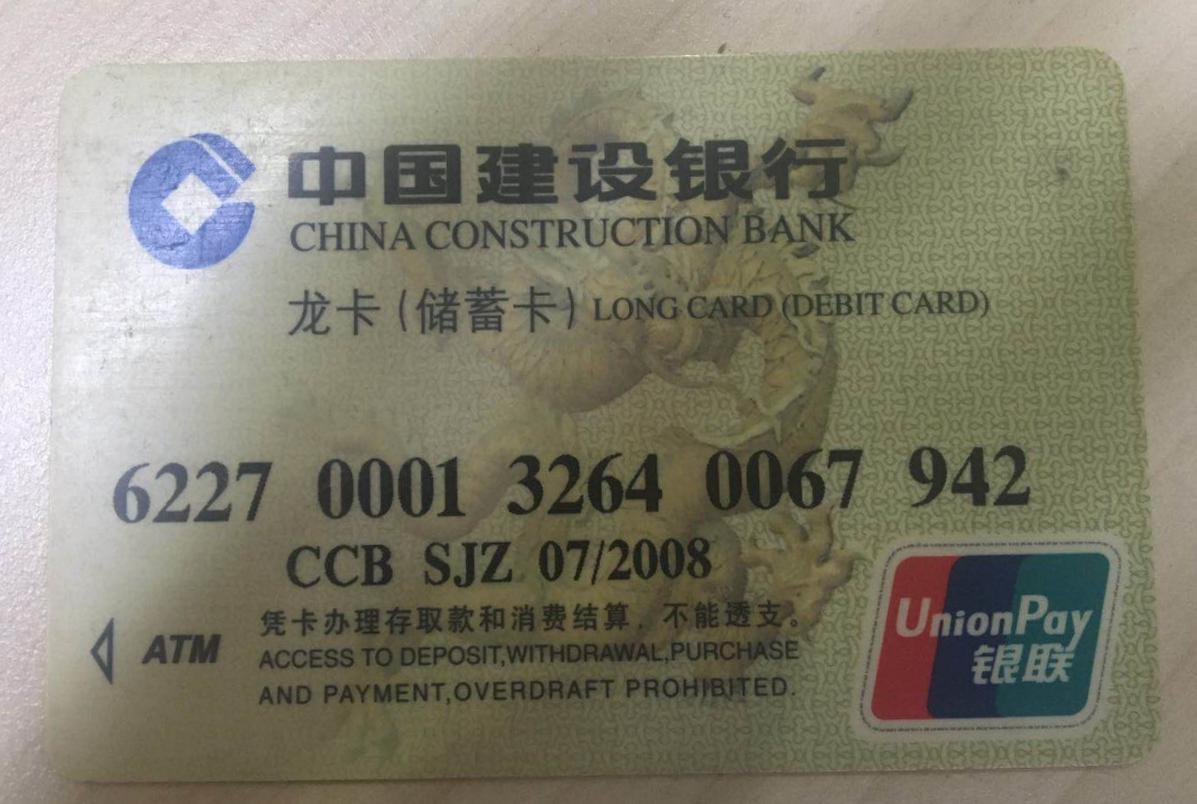 中国建设银行
CHINA CONSTRUCTION BANK
龙卡(储蓄卡) LONG CARD (DEBIT CARD)
6227 0001 3264 0067 942
CCB SJZ 07/2008
凭卡办理存取款和消费结算．不能透支。
ATM
ACCESS TO DEPOSIT,WITHDRAWAL,PURCHASE
AND PAYMENT,OVERDRAFT PROHIBITED.
UnionPay
银联